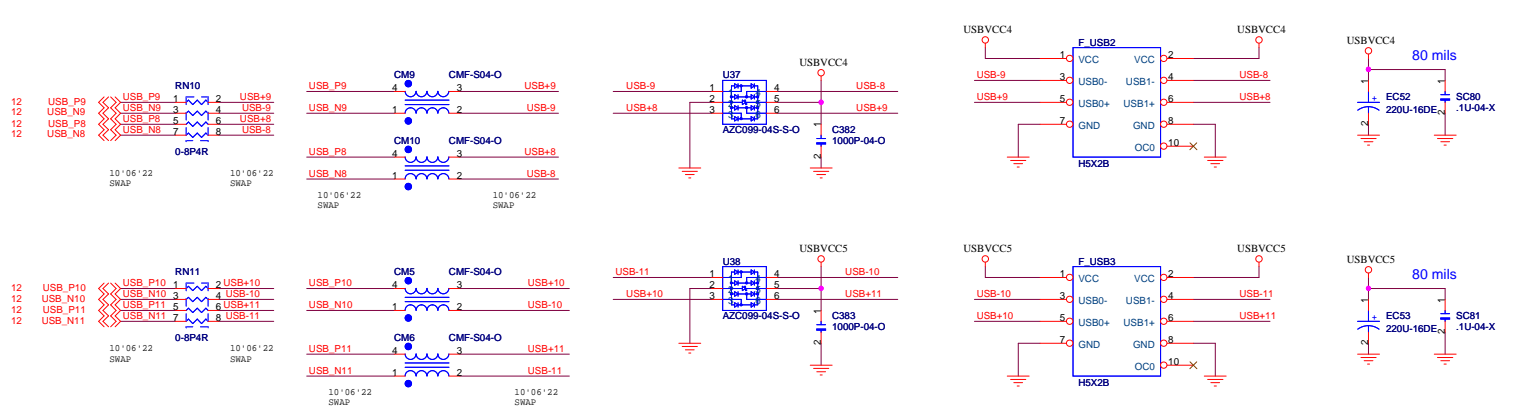 RN10
12 USB_P9 USB_P9 1 2 USB+9
12 USB_N9 USB_N9 3 4 USB-9
12 USB_P8 USB_P8 5 6 USB+8
12 USB_N8 USB_N8 7 8 USB-8
0-8P4R
10'06'22
SWAP
10'06'22
SWAP
CM9 CMF-S04-O
USB_P9 4 3 USB+9
USB_N9 1 2 USB-9
CM10 CMF-S04-O
USB_P8 4 3 USB+8
USB_N8 1 2 USB-8
10'06'22
SWAP
10'06'22
SWAP
USBVCC4
U37
USB-9 1 4 USB-8
2 5
USB+8 3 6 USB+9
AZC099-04S-S-O
1
C382
1000P-04-O
2
USBVCC4 USBVCC4
F_USB2
1 VCC VCC 2
USB-9 3 USB0- USB1- 4 USB-8
USB+9 5 USB0+ USB1+ 6 USB+8
7 GND GND 8
OC0 10
H5X2B
USBVCC4
80 mils
1 1
EC52
220U-16DE
2
SC80
.1U-04-X
2
RN11
12 USB_P10 USB_P10 1 2 USB+10
12 USB_N10 USB_N10 3 4 USB-10
12 USB_P11 USB_P11 5 6 USB+11
12 USB_N11 USB_N11 7 8 USB-11
0-8P4R
10'06'22
SWAP
10'06'22
SWAP
CM5 CMF-S04-O
USB_P10 4 3 USB+10
USB_N10 1 2 USB-10
CM6 CMF-S04-O
USB_P11 4 3 USB+11
USB_N11 1 2 USB-11
10'06'22
SWAP
10'06'22
SWAP
USBVCC5
U38
USB-11 1 4 USB-10
2 5
USB+10 3 6 USB+11
AZC099-04S-S-O
1
C383
1000P-04-O
2
USBVCC5 USBVCC5
F_USB3
1 VCC VCC 2
USB-10 3 USB0- USB1- 4 USB-11
USB+10 5 USB0+ USB1+ 6 USB+11
7 GND GND 8
OC0 10
H5X2B
USBVCC5
80 mils
1 1
EC53
220U-16DE
2
SC81
.1U-04-X
2